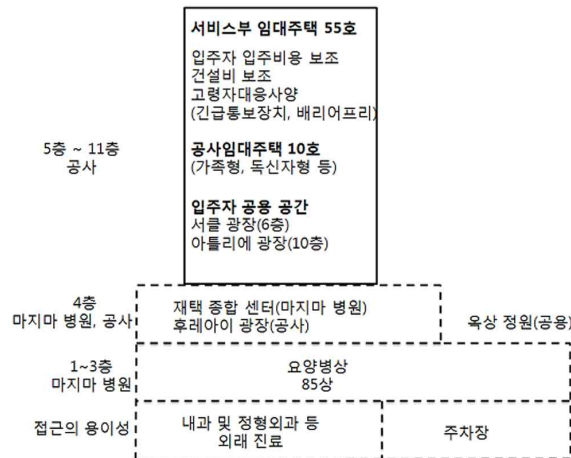 서비스부 임대주택 55호
입주자 입주비용 보조
건설비 보조
고령자대응사양
(긴급통보장치, 배리어프리)
5층 ~ 11층
공사
공사임대주택 10호
(가족형, 독신자형 등)
입주자 공용 공간
서클 광장(6층)
아틀리에 광장(10층)
4층
마지마 병원, 공사
재택 종합 센터(마지마 병원)
후레아이 광장(공사)
옥상 정원(공용)
1~3층
마지마 병원
요양병상
85상
접근의 용이성
내과 및 정형외과 등
외래 진료
주차장